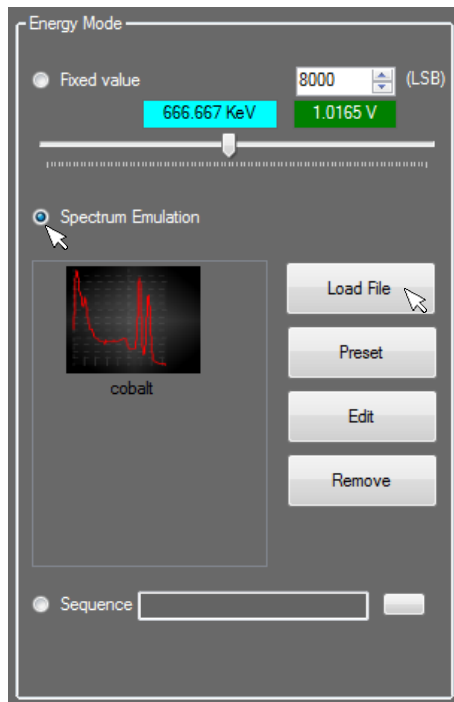 Energy Mode
Fixed value 8000 (LSB)
666.667 KeV 1.0165 V
Spectrum Emulation
Load File
Preset
cobalt
Edit
Remove
Sequence